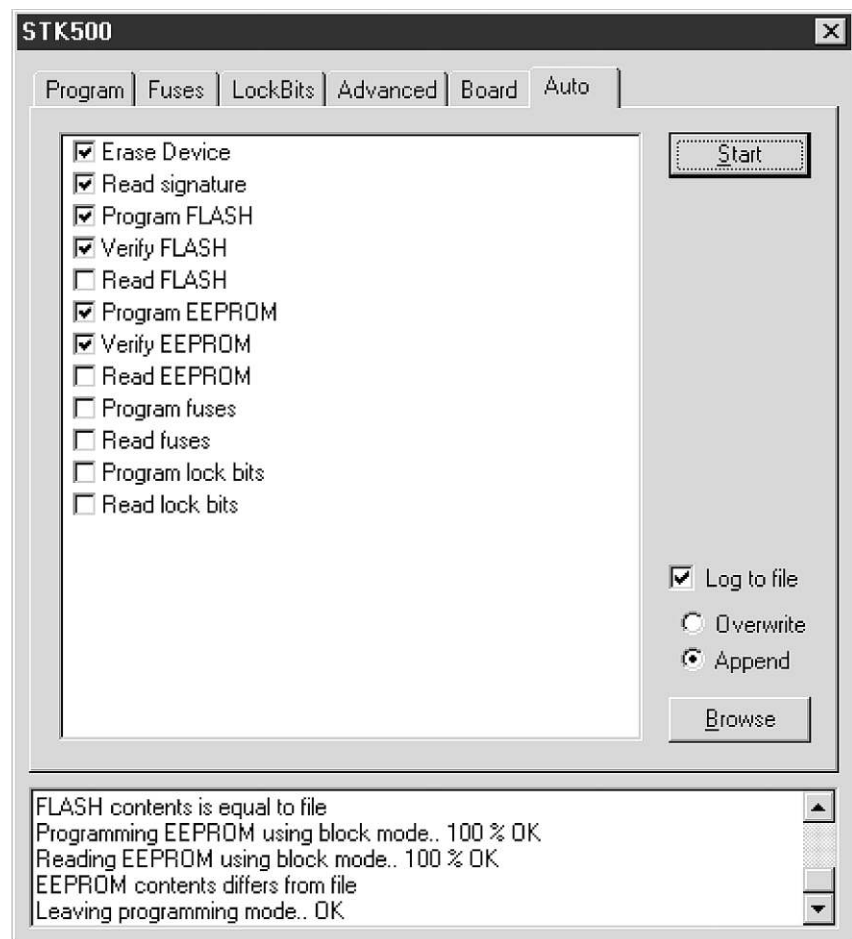 STK500
Program Fuses LockBits Advanced Board Auto
Erase Device
Read signature
Program FLASH
Verify FLASH
Read FLASH
Program EEPROM
Verify EEPROM
Read EEPROM
Program fuses
Read fuses
Program lock bits
Read lock bits
Start
Log to file
Overwrite
Append
Browse
FLASH contents is equal to file
Programming EEPROM using block mode.. 100 % OK
Reading EEPROM using block mode.. 100 % OK
EEPROM contents differs from file
Leaving programming mode.. OK